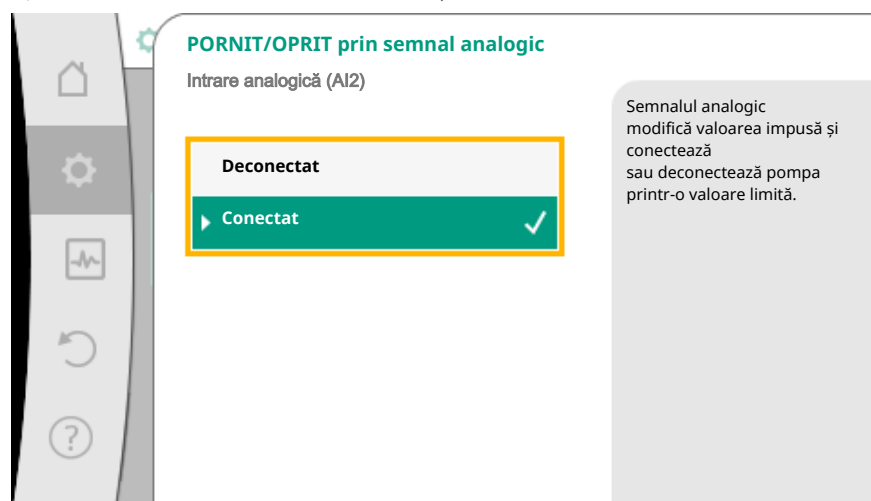 PORNIT/OPRIT prin semnal analogic
Intrare analogică (AI2)
Deconectat
Conectat
Semnalul analogic
modifică valoarea impusă și
conectează
sau deconectează pompa
printr-o valoare limită.
?